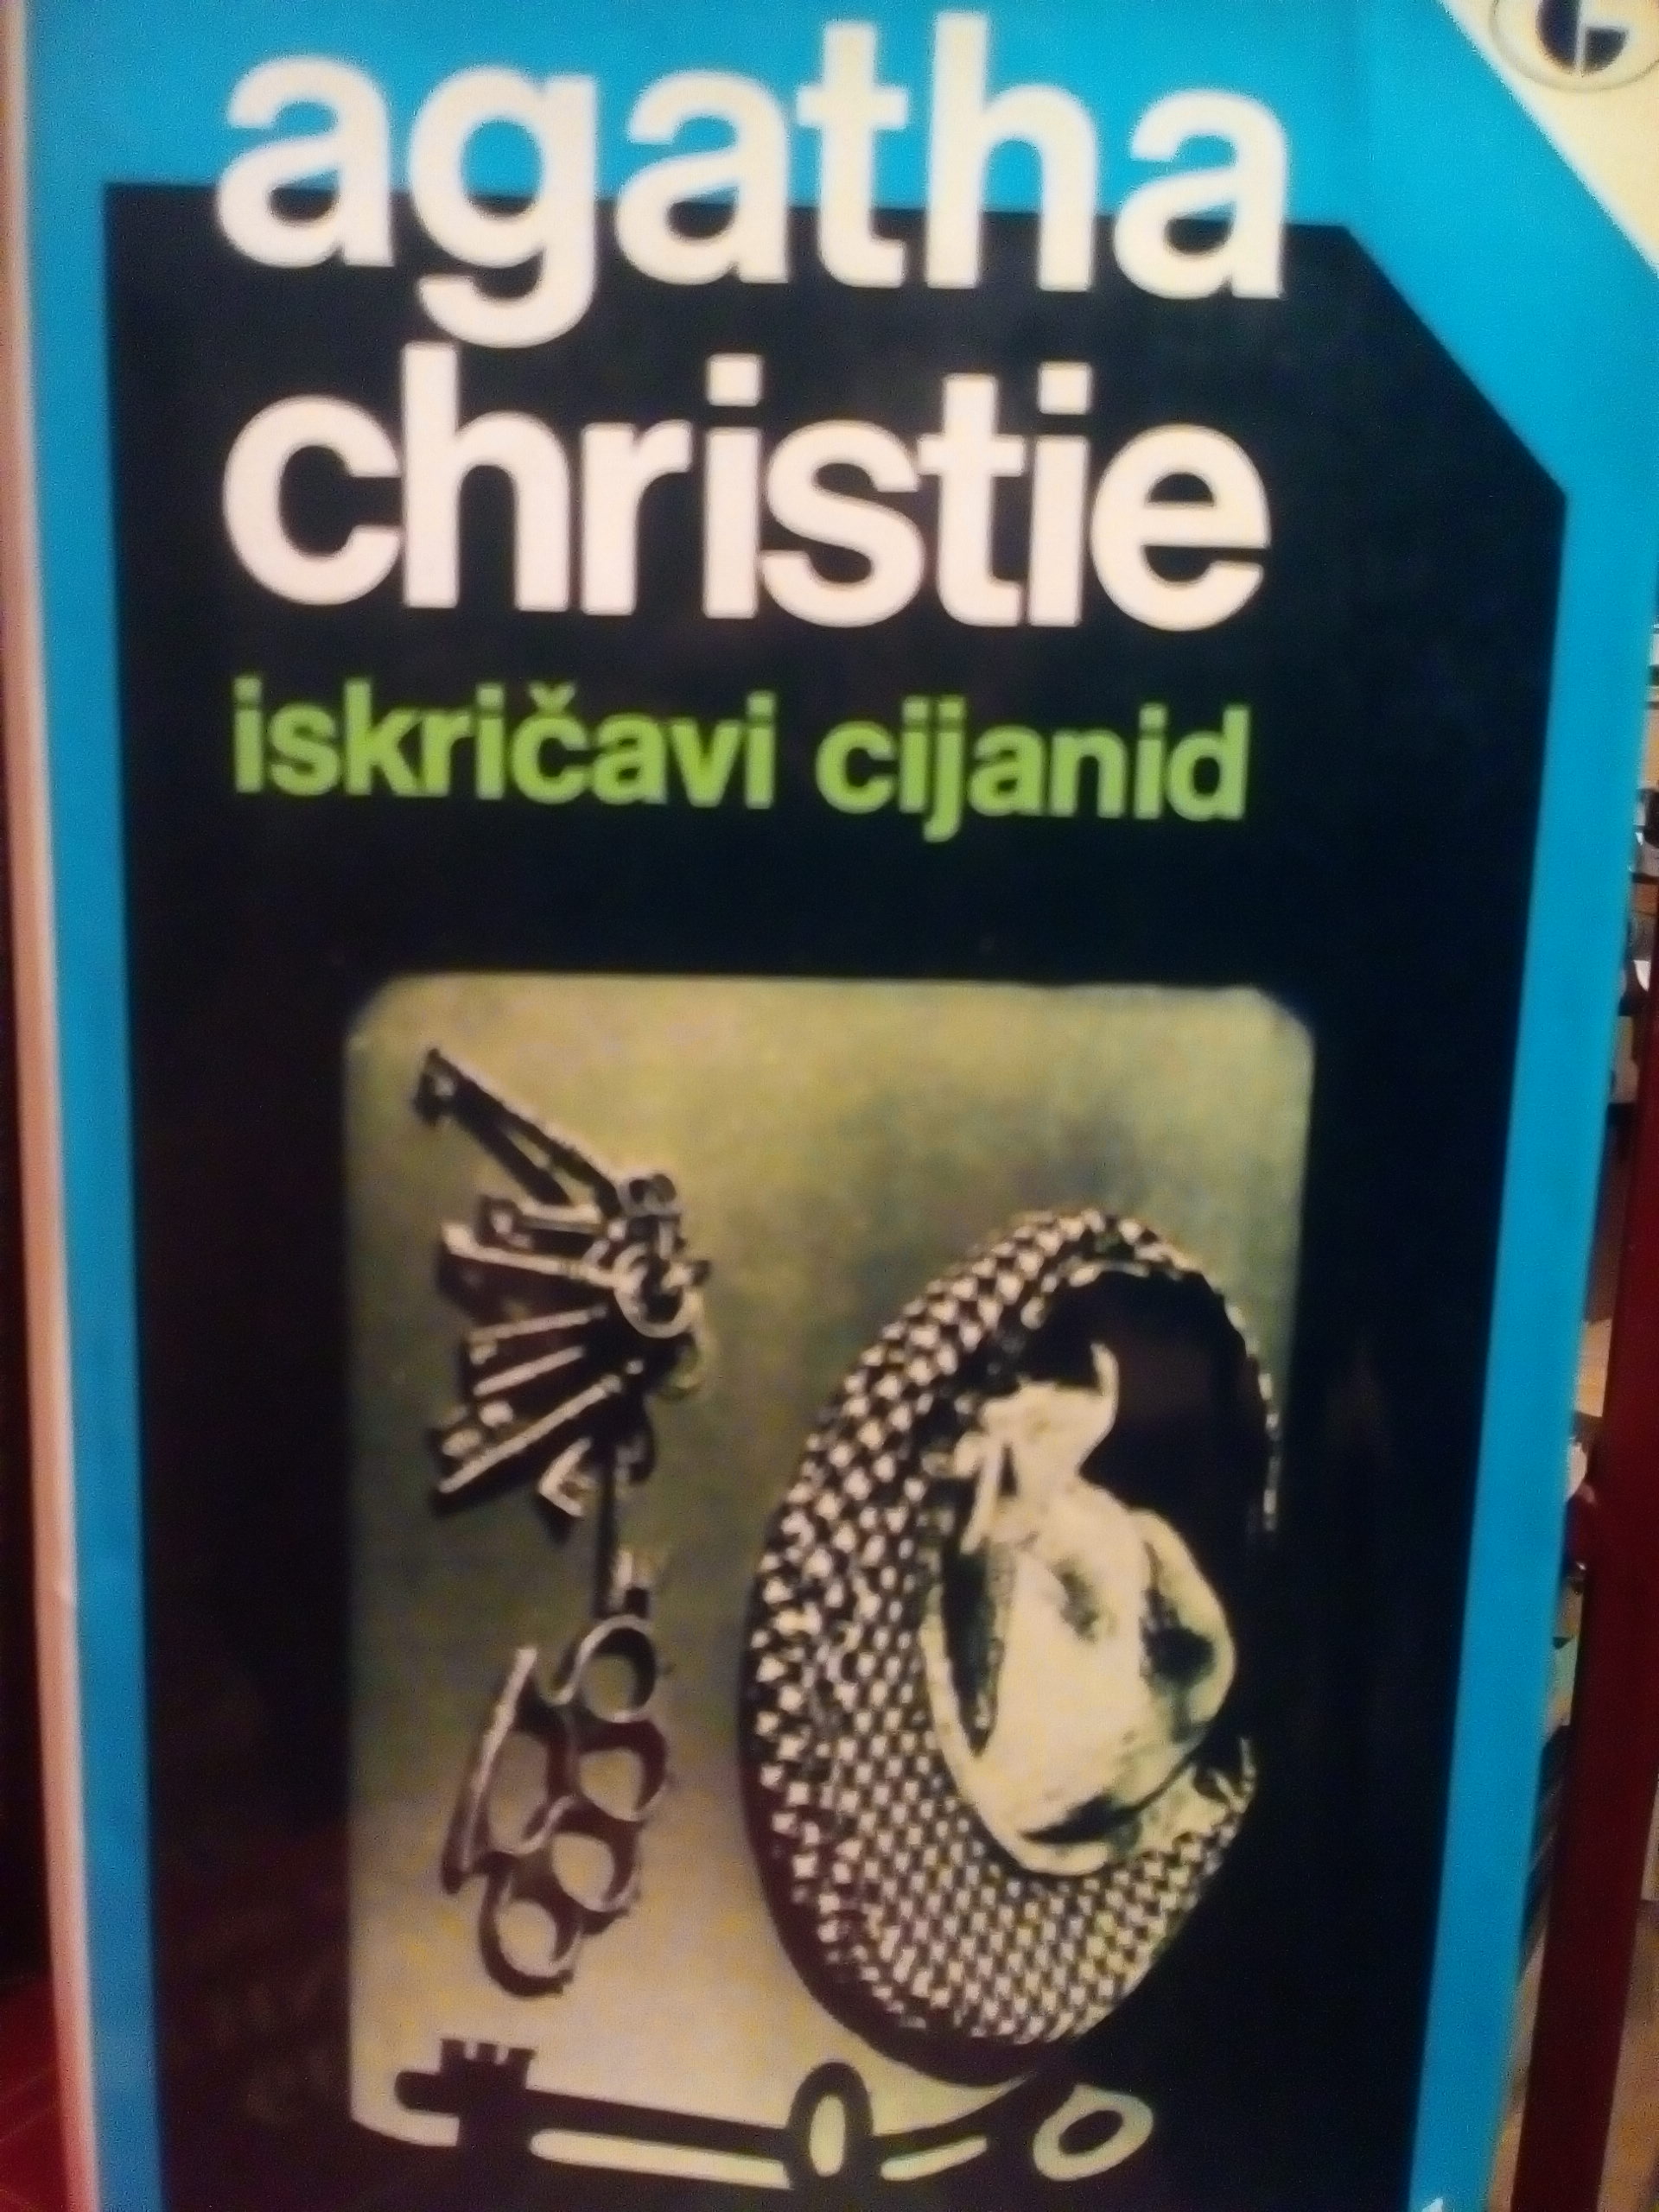 agatha
christie
iskričavi cijanid